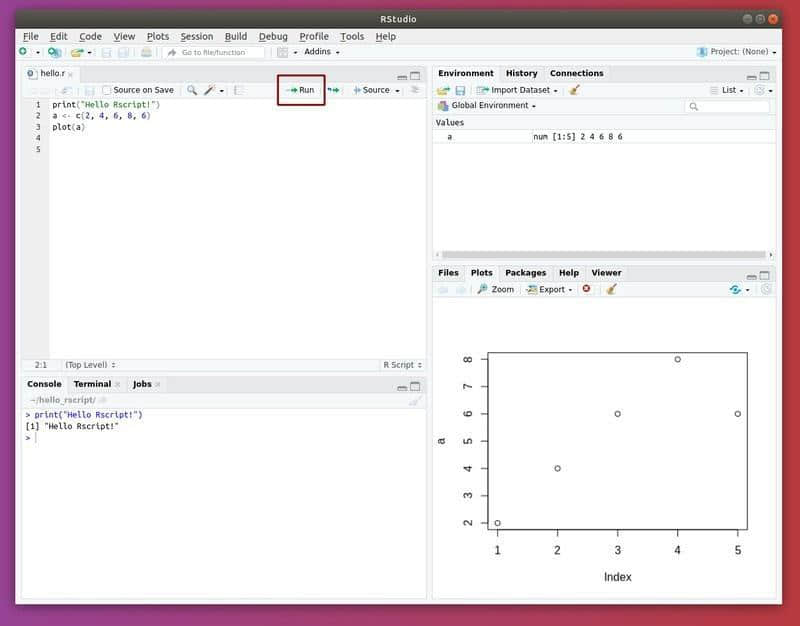 RStudio
File Edit Code View Plots Session Build Debug Profile Tools Help
Go to file/function Addins Project: (None)
hello.r
Source on Save Run Source
1 print("Hello Rscript!")
2 a <- c(2, 4, 6, 8, 6)
3 plot(a)
4
5
2:1 (Top Level) R Script
Console Terminal Jobs
~/hello_rscript/
> print("Hello Rscript!")
[1] "Hello Rscript!"
>
Environment History Connections
Import Dataset List
Global Environment
Values
a num [1:5] 2 4 6 8 6
Files Plots Packages Help Viewer
Zoom Export
8
7
6
5
4
3
2
a
1 2 3 4 5
Index